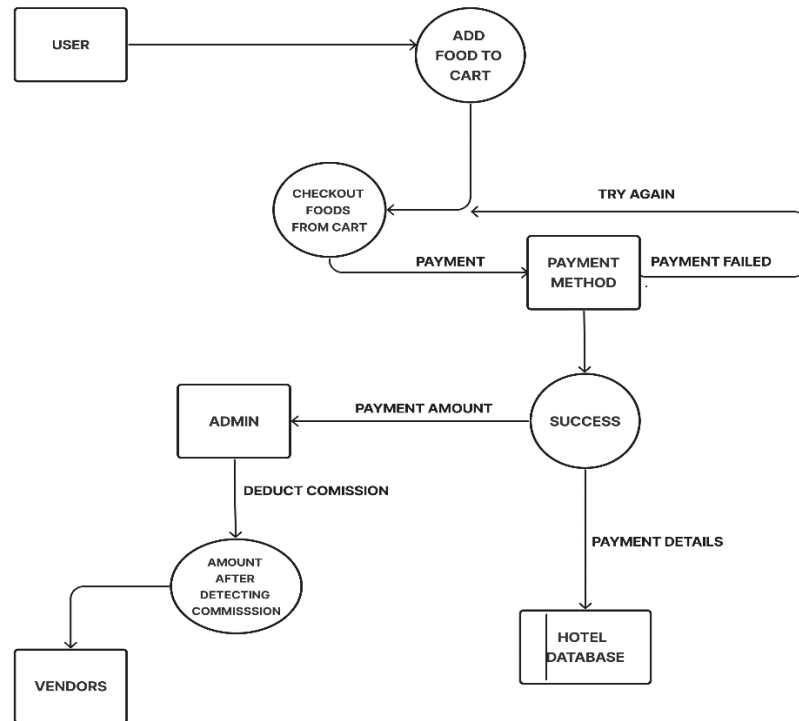 USER
ADD
FOOD TO
CART
CHECKOUT
FOODS
FROM CART
TRY AGAIN
PAYMENT
PAYMENT
METHOD
PAYMENT FAILED
ADMIN
PAYMENT AMOUNT
SUCCESS
DEDUCT COMISSION
PAYMENT DETAILS
AMOUNT
AFTER
DETECTING
COMMISSSION
HOTEL
DATABASE
VENDORS